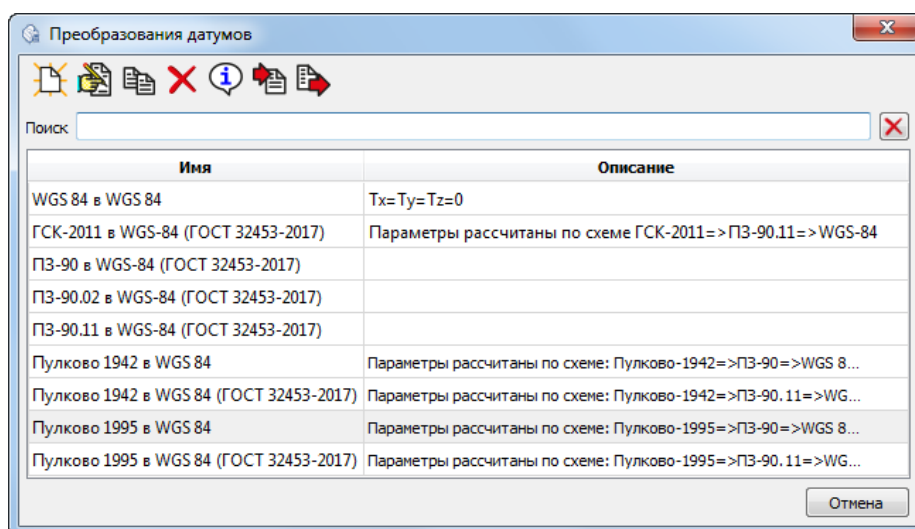 Преобразования датумов
Поиск
Имя Описание
WGS 84 в WGS 84 Tx=Ty=Tz=0
ГСК-2011 в WGS-84 (ГОСТ 32453-2017) Параметры рассчитаны по схеме ГСК-2011=>ПЗ-90.11=>WGS-84
ПЗ-90 в WGS-84 (ГОСТ 32453-2017)
ПЗ-90.02 в WGS-84 (ГОСТ 32453-2017)
ПЗ-90.11 в WGS-84 (ГОСТ 32453-2017)
Пулково 1942 в WGS 84 Параметры рассчитаны по схеме: Пулково-1942=>ПЗ-90=>WGS 8...
Пулково 1942 в WGS 84 (ГОСТ 32453-2017) Параметры рассчитаны по схеме: Пулково-1942=>ПЗ-90.11=>WG...
Пулково 1995 в WGS 84 Параметры рассчитаны по схеме: Пулково-1995=>ПЗ-90=>WGS 8...
Пулково 1995 в WGS 84 (ГОСТ 32453-2017) Параметры рассчитаны по схеме: Пулково-1995=>ПЗ-90.11=>WG...
Отмена